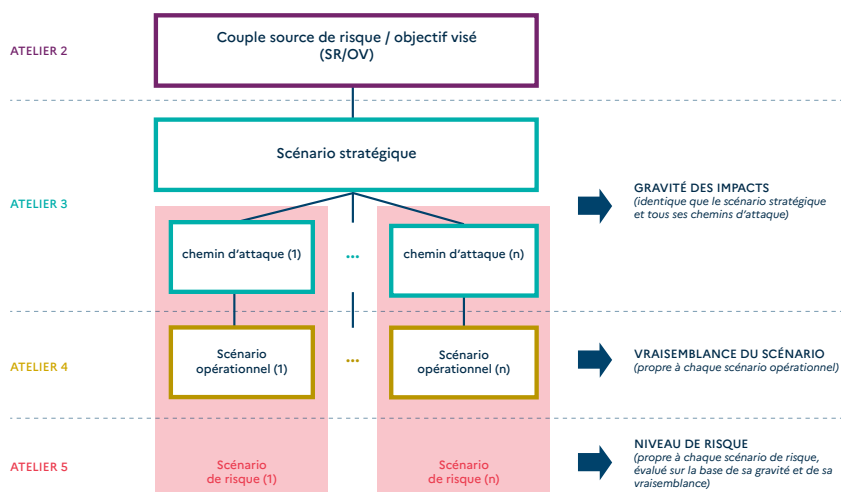 Couple source de risque / objectif visé
(SR/OV)
ATELIER 2
Scénario stratégique
ATELIER 3
GRAVITÉ DES IMPACTS
(identique que le scénario stratégique
et tous ses chemins d'attaque)
chemin d'attaque (1)
...
chemin d'attaque (n)
ATELIER 4
Scénario
opérationnel (1)
...
Scénario
opérationnel (n)
VRAISEMBLANCE DU SCÉNARIO
(propre à chaque scénario opérationnel)
ATELIER 5
Scénario
de risque (1)
Scénario
de risque (n)
NIVEAU DE RISQUE
(propre à chaque scénario de risque,
évalué sur la base de sa gravité et de sa
vraisemblance)